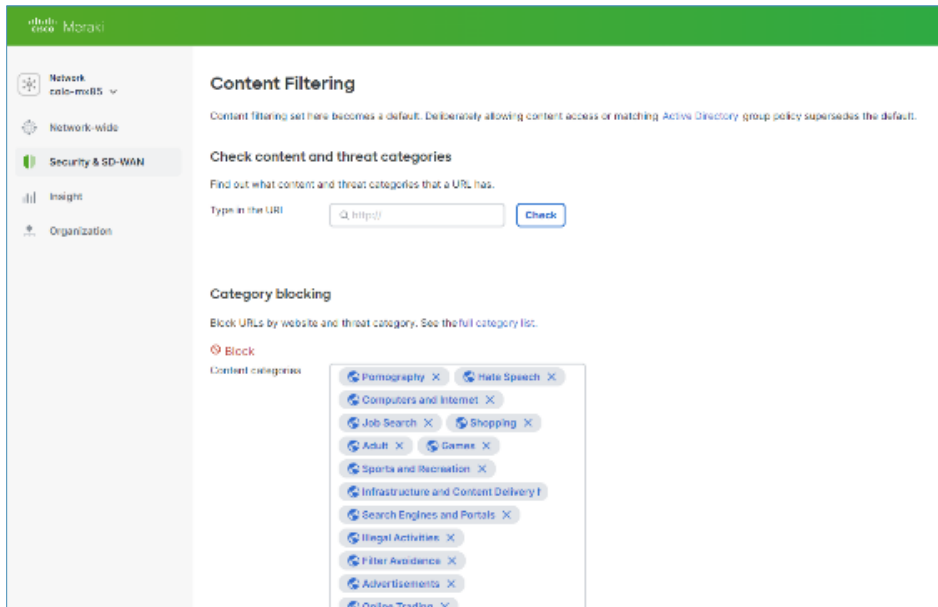 cisco Meraki
Network
colo-mx85
Network-wide
Security & SD-WAN
Insight
Organization
Content Filtering
Content filtering set here becomes a default. Deliberately allowing content access or matching Active Directory group policy supersedes the default.
Check content and threat categories
Find out what content and threat categories that a URL has.
Type in the URL
http://
Check
Category blocking
Block URLs by website and threat category. See the full category list.
Block
Content categories
Pornography × Hate Speech ×
Computers and Internet ×
Job Search × Shopping ×
Adult × Games ×
Sports and Recreation ×
Infrastructure and Content Delivery
Search Engines and Portals ×
Illegal Activities ×
Filter Avoidance ×
Advertisements ×
Online Trading ×